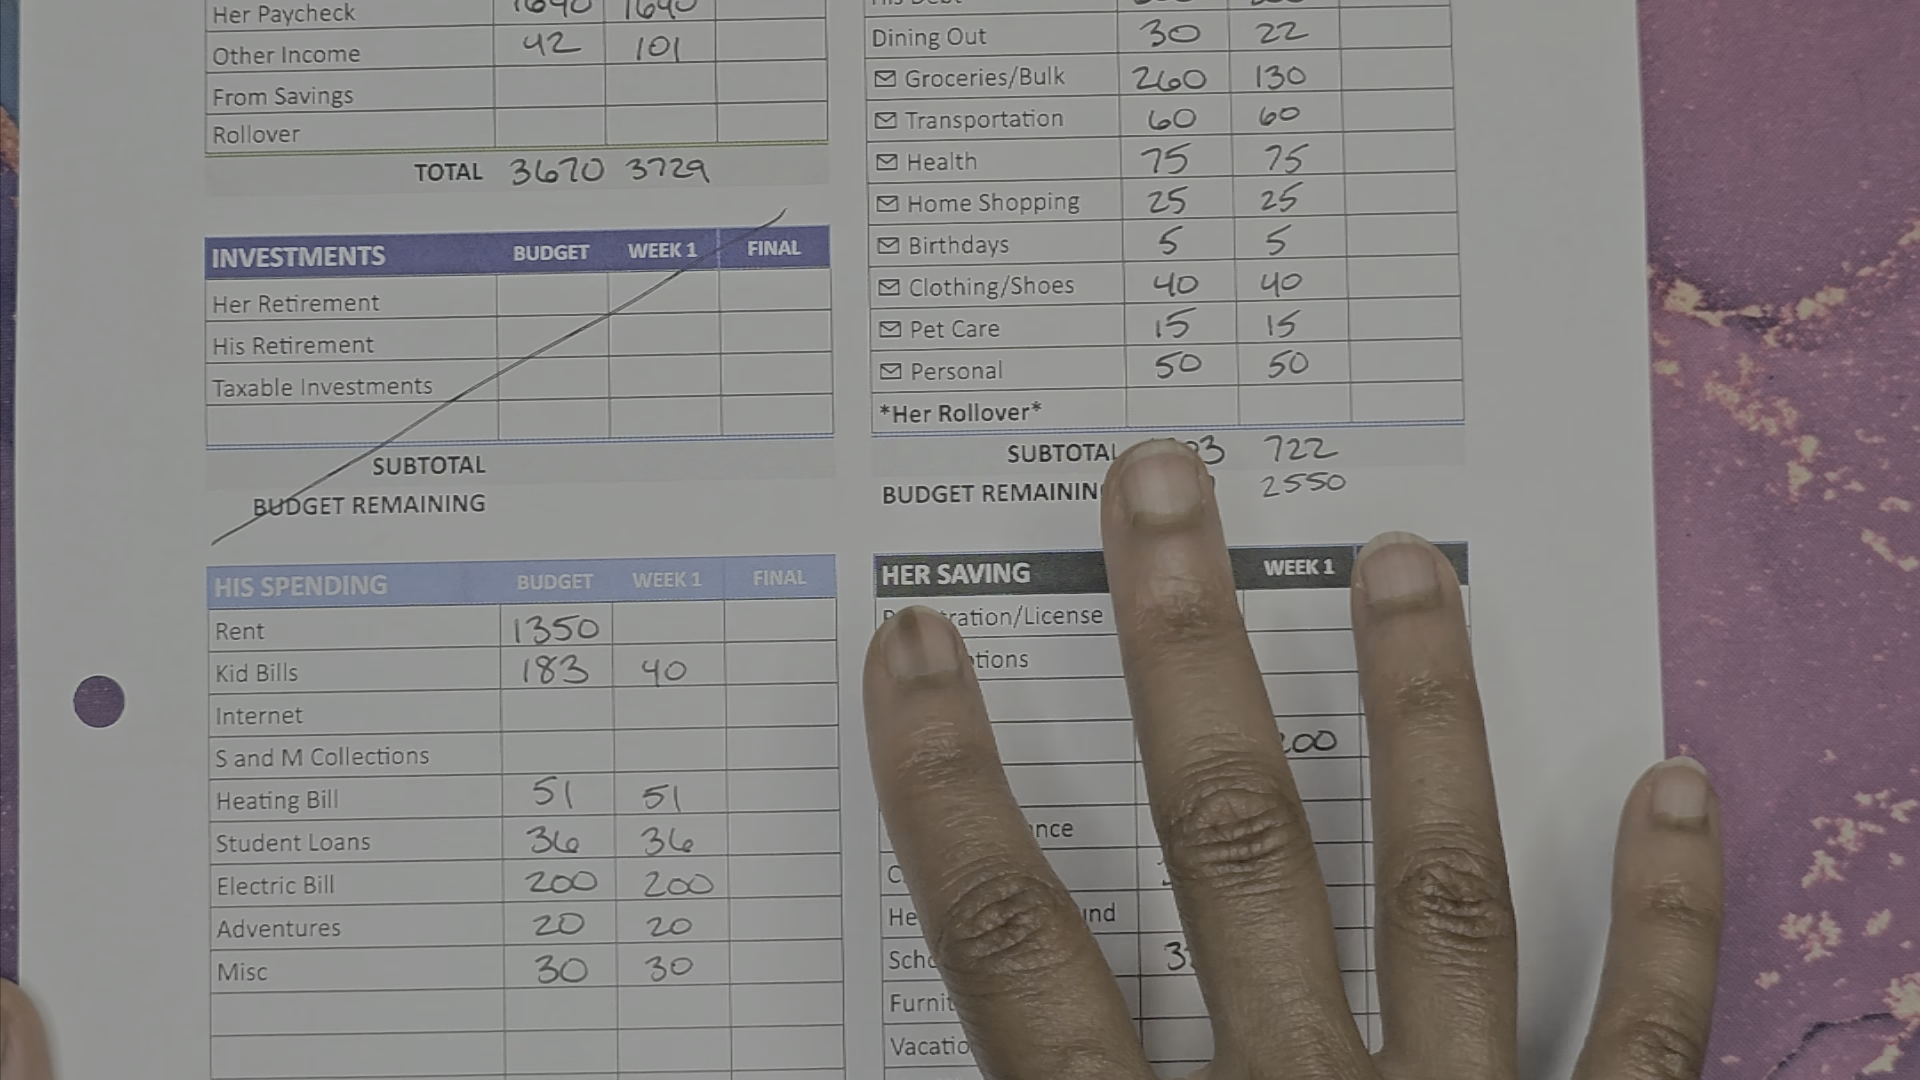 Her Paycheck 1640 1640
Other Income 42 101
From Savings
Rollover
TOTAL 3670 3729
INVESTMENTS BUDGET WEEK 1 FINAL
Her Retirement
His Retirement
Taxable Investments
SUBTOTAL
BUDGET REMAINING
HIS SPENDING BUDGET WEEK 1 FINAL
Rent 1350
Kid Bills 183 40
Internet
S and M Collections
Heating Bill 51 51
Student Loans 36 36
Electric Bill 200 200
Adventures 20 20
Misc 30 30
Dining Out 30 22
Groceries/Bulk 260 130
Transportation 60 60
Health 75 75
Home Shopping 25 25
Birthdays 5 5
Clothing/Shoes 40 40
Pet Care 15 15
Personal 50 50
*Her Rollover*
SUBTOTAL 722
BUDGET REMAINING 2550
HER SAVING WEEK 1